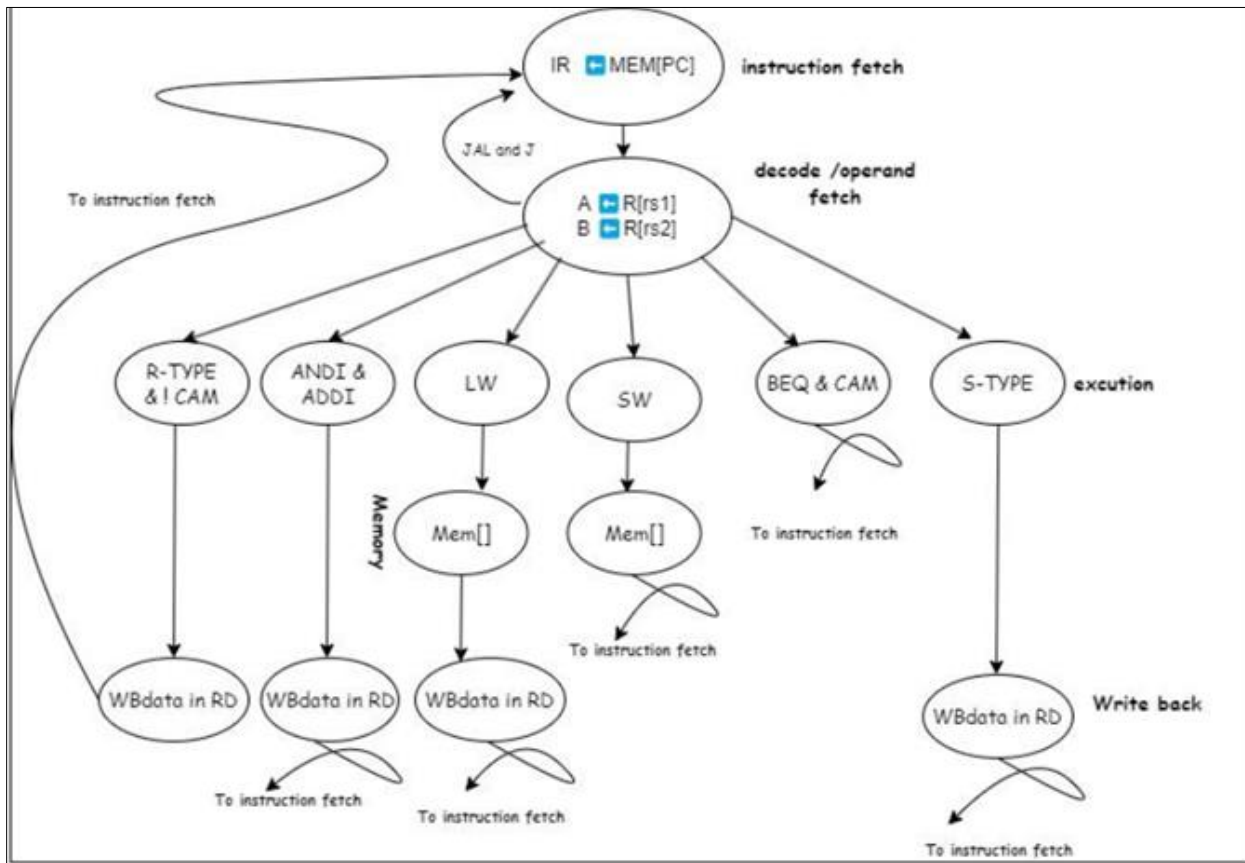 IR ⬅ MEM[PC]
instruction fetch
JAL and J
decode /operand
fetch
To instruction fetch
A ⬅ R[rs1]
B ⬅ R[rs2]
R-TYPE
& ! CAM
ANDI &
ADDI
LW
SW
BEQ & CAM
S-TYPE
excution
Memory
Mem[]
Mem[]
To instruction fetch
To instruction fetch
WBdata in RD
WBdata in RD
WBdata in RD
WBdata in RD
Write back
To instruction fetch
To instruction fetch
To instruction fetch